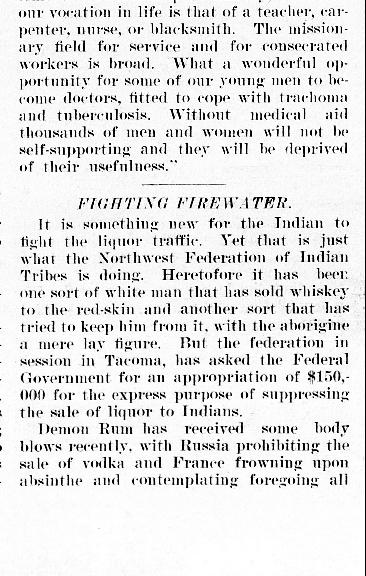 our vocation in life is that of a teacher, car-
penter, nurse, or blacksmith. The mission-
ary field for service and for consecrated
workers is broad. What a wonderful op-
portunity for some of our young men to be-
come doctors, fitted to cope with trachoma
and tuberculosis. Without medical aid
thousands of men and women will not be
self-supporting and they will be deprived
of their usefulness."
FIGHTING FIREWATER.
It is something new for the Indian to
fight the liquor traffic. Yet that is just
what the Northwest Federation of Indian
Tribes is doing. Heretofore it has been
one sort of white man that has sold whiskey
to the red-skin and another sort that has
tried to keep him from it, with the aborigine
a mere lay figure. But the federation in
session in Tacoma, has asked the Federal
Government for an appropriation of $150,-
000 for the express purpose of suppressing
the sale of liquor to Indians.
Demon Rum has received some body
blows recently, with Russia prohibiting the
sale of vodka and France frowning upon
absinthe and contemplating foregoing all